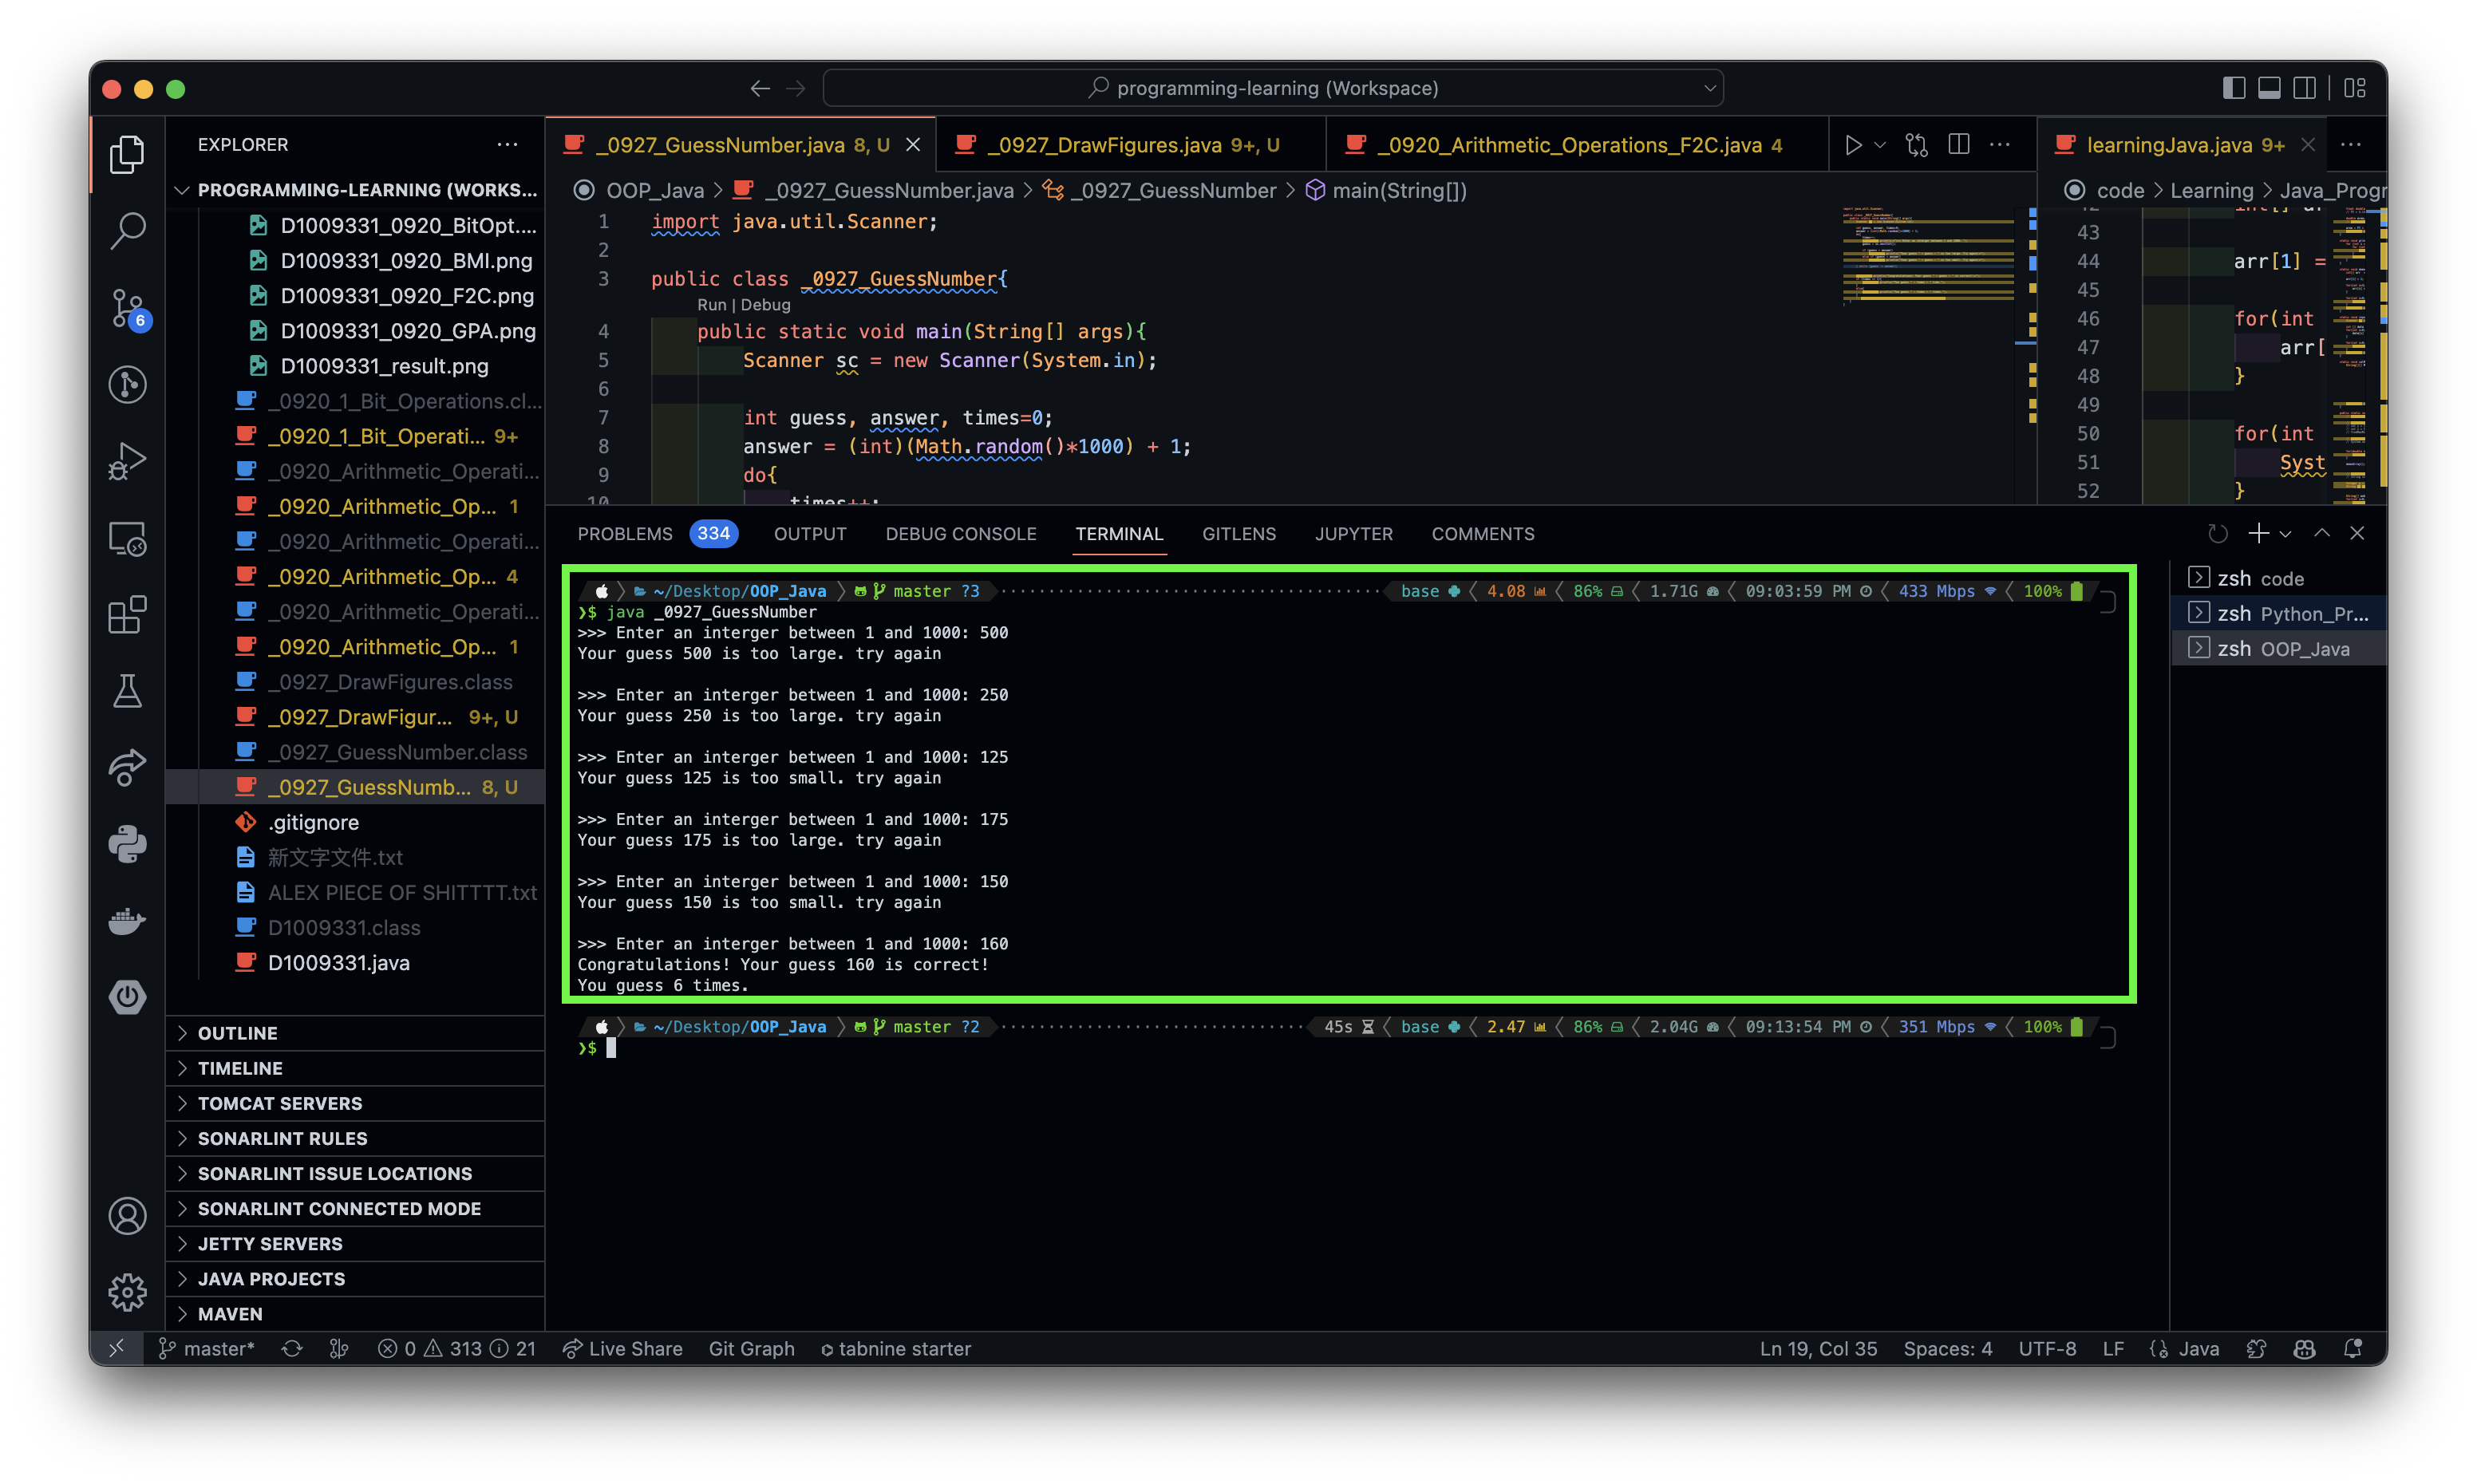 programming-learning (Workspace)
EXPLORER
PROGRAMMING-LEARNING (WORKS...
D1009331_0920_BitOpt....
D1009331_0920_BMI.png
D1009331_0920_F2C.png
D1009331_0920_GPA.png
D1009331_result.png
_0920_1_Bit_Operations.cl...
_0920_1_Bit_Operati... 9+
_0920_Arithmetic_Operati...
_0920_Arithmetic_Op... 1
_0920_Arithmetic_Operati...
_0920_Arithmetic_Op... 4
_0920_Arithmetic_Operati...
_0920_Arithmetic_Op... 1
_0927_DrawFigures.class
_0927_DrawFigur... 9+, U
_0927_GuessNumber.class
_0927_GuessNumb... 8, U
.gitignore
新文字文件.txt
ALEX PIECE OF SHITTTT.txt
D1009331.class
D1009331.java
OUTLINE
TIMELINE
TOMCAT SERVERS
SONARLINT RULES
SONARLINT ISSUE LOCATIONS
SONARLINT CONNECTED MODE
JETTY SERVERS
JAVA PROJECTS
MAVEN
6
_0927_GuessNumber.java 8, U
_0927_DrawFigures.java 9+, U
_0920_Arithmetic_Operations_F2C.java 4
OOP_Java > _0927_GuessNumber.java > _0927_GuessNumber > main(String[])
1 import java.util.Scanner;
2
3 public class _0927_GuessNumber{
Run | Debug
4 public static void main(String[] args){
5 Scanner sc = new Scanner(System.in);
6
7 int guess, answer, times=0;
8 answer = (int)(Math.random()*1000) + 1;
9 do{
10 times++;
learningJava.java 9+
code > Learning > Java_Progr
43
44 arr[1] =
45
46 for(int
47 arr[
48 }
49
50 for(int
51 Syst
52 }
PROBLEMS 334 OUTPUT DEBUG CONSOLE TERMINAL GITLENS JUPYTER COMMENTS
~/Desktop/OOP_Java master ?3 base 4.08 86% 1.71G 09:03:59 PM 433 Mbps 100%
❯$ java _0927_GuessNumber
>>> Enter an interger between 1 and 1000: 500
Your guess 500 is too large. try again
>>> Enter an interger between 1 and 1000: 250
Your guess 250 is too large. try again
>>> Enter an interger between 1 and 1000: 125
Your guess 125 is too small. try again
>>> Enter an interger between 1 and 1000: 175
Your guess 175 is too large. try again
>>> Enter an interger between 1 and 1000: 150
Your guess 150 is too small. try again
>>> Enter an interger between 1 and 1000: 160
Congratulations! Your guess 160 is correct!
You guess 6 times.
~/Desktop/OOP_Java master ?2 45s base 2.47 86% 2.04G 09:13:54 PM 351 Mbps 100%
❯$
zsh code
zsh Python_Pr...
zsh OOP_Java
master* 0 313 21 Live Share Git Graph tabnine starter Ln 19, Col 35 Spaces: 4 UTF-8 LF Java